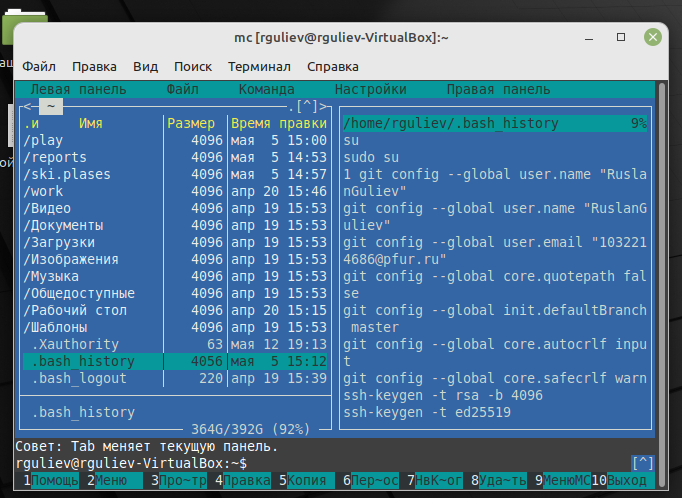 mc [rguliev@rguliev-VirtualBox]:~
Файл Правка Вид Поиск Терминал Справка
Левая панель Файл Команда Настройки Правая панель
<─ ~ .[^]>
.и Имя Размер Время правки
/play 4096 мая 5 15:00
/reports 4096 мая 5 14:53
/ski.plases 4096 мая 5 14:57
/work 4096 апр 20 15:46
/Видео 4096 апр 19 15:53
/Документы 4096 апр 19 15:53
/Загрузки 4096 апр 19 15:53
/Изображения 4096 апр 19 15:53
/Музыка 4096 апр 19 15:53
/Общедоступные 4096 апр 19 15:53
/Рабочий стол 4096 апр 20 15:15
/Шаблоны 4096 апр 19 15:53
.Xauthority 63 мая 12 19:13
.bash_history 4056 мая 5 15:12
.bash_logout 220 апр 19 15:39
.bash_history
364G/392G (92%)
/home/rguliev/.bash_history 9%
su
sudo su
1 git config --global user.name "Rusla
nGuliev"
git config --global user.name "RuslanG
uliev"
git config --global user.email "103221
4686@pfur.ru"
git config --global core.quotepath fal
se
git config --global init.defaultBranch
master
git config --global core.autocrlf inpu
t
git config --global core.safecrlf warn
ssh-keygen -t rsa -b 4096
ssh-keygen -t ed25519
Совет: Tab меняет текущую панель.
rguliev@rguliev-VirtualBox:~$ [^]
1Помощь 2Меню 3Про~тр 4Правка 5Копия 6Пер~ос 7НвК~ог 8Уда~ть 9МенюМС 10Выход